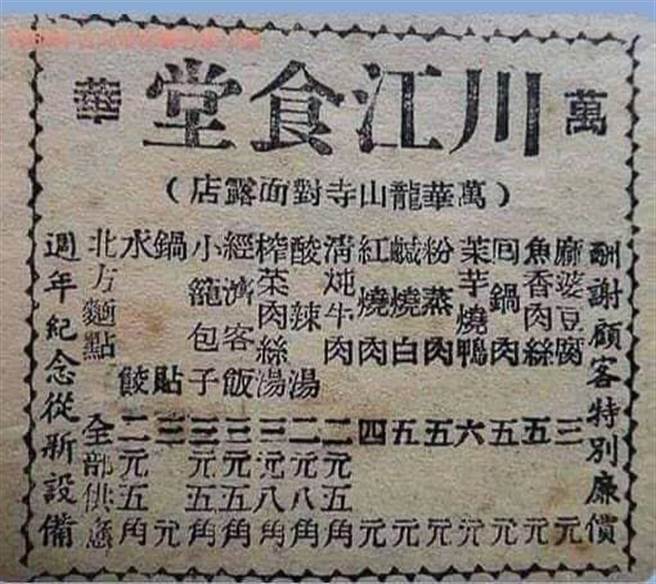 萬 川江食堂 華
（萬華龍山寺對面露店）
酬謝顧客特別廉價
麻婆豆腐 三元
魚香肉絲 五元
囘鍋肉 五元
茉芋燒鴨 六元
粉蒸肉 五元
鹹燒白 五元
紅燒肉 四元
清炖牛肉 二元五角
酸辣湯 二元八角
榨菜肉絲湯 三元八角
經濟客飯 三元五角
小籠包子 三元五角
鍋貼 三元
水餃 二元五角
北方麵點 全部供應
週年紀念從新設備